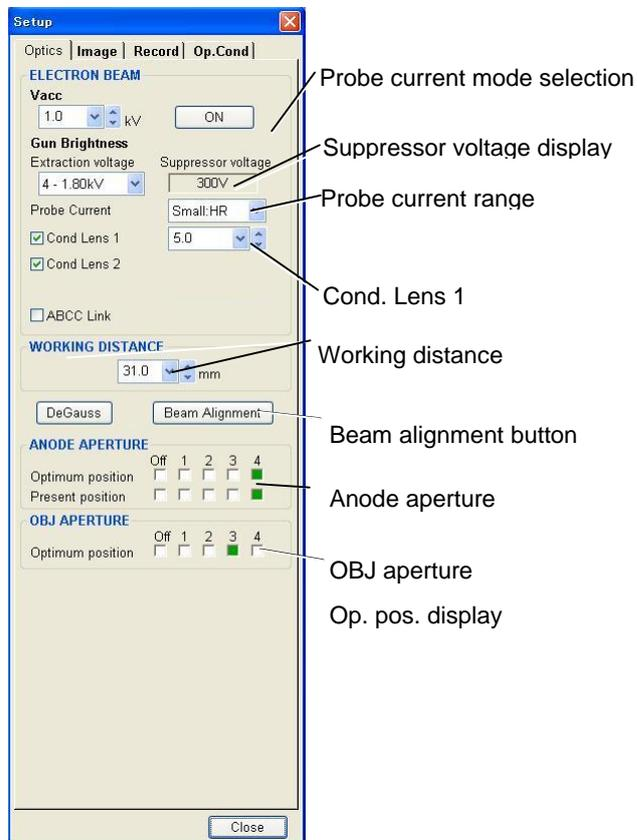 Setup
Optics Image Record Op.Cond
ELECTRON BEAM
Vacc
1.0 kV ON
Gun Brightness
Extraction voltage Suppressor voltage
4 - 1.80kV 300V
Probe Current Small:HR
Cond Lens 1 5.0
Cond Lens 2
ABCC Link
WORKING DISTANCE
31.0 mm
DeGauss Beam Alignment
ANODE APERTURE
Off 1 2 3 4
Optimum position
Present position
OBJ APERTURE
Off 1 2 3 4
Optimum position
Close
Probe current mode selection
Suppressor voltage display
Probe current range
Cond. Lens 1
Working distance
Beam alignment button
Anode aperture
OBJ aperture
Op. pos. display